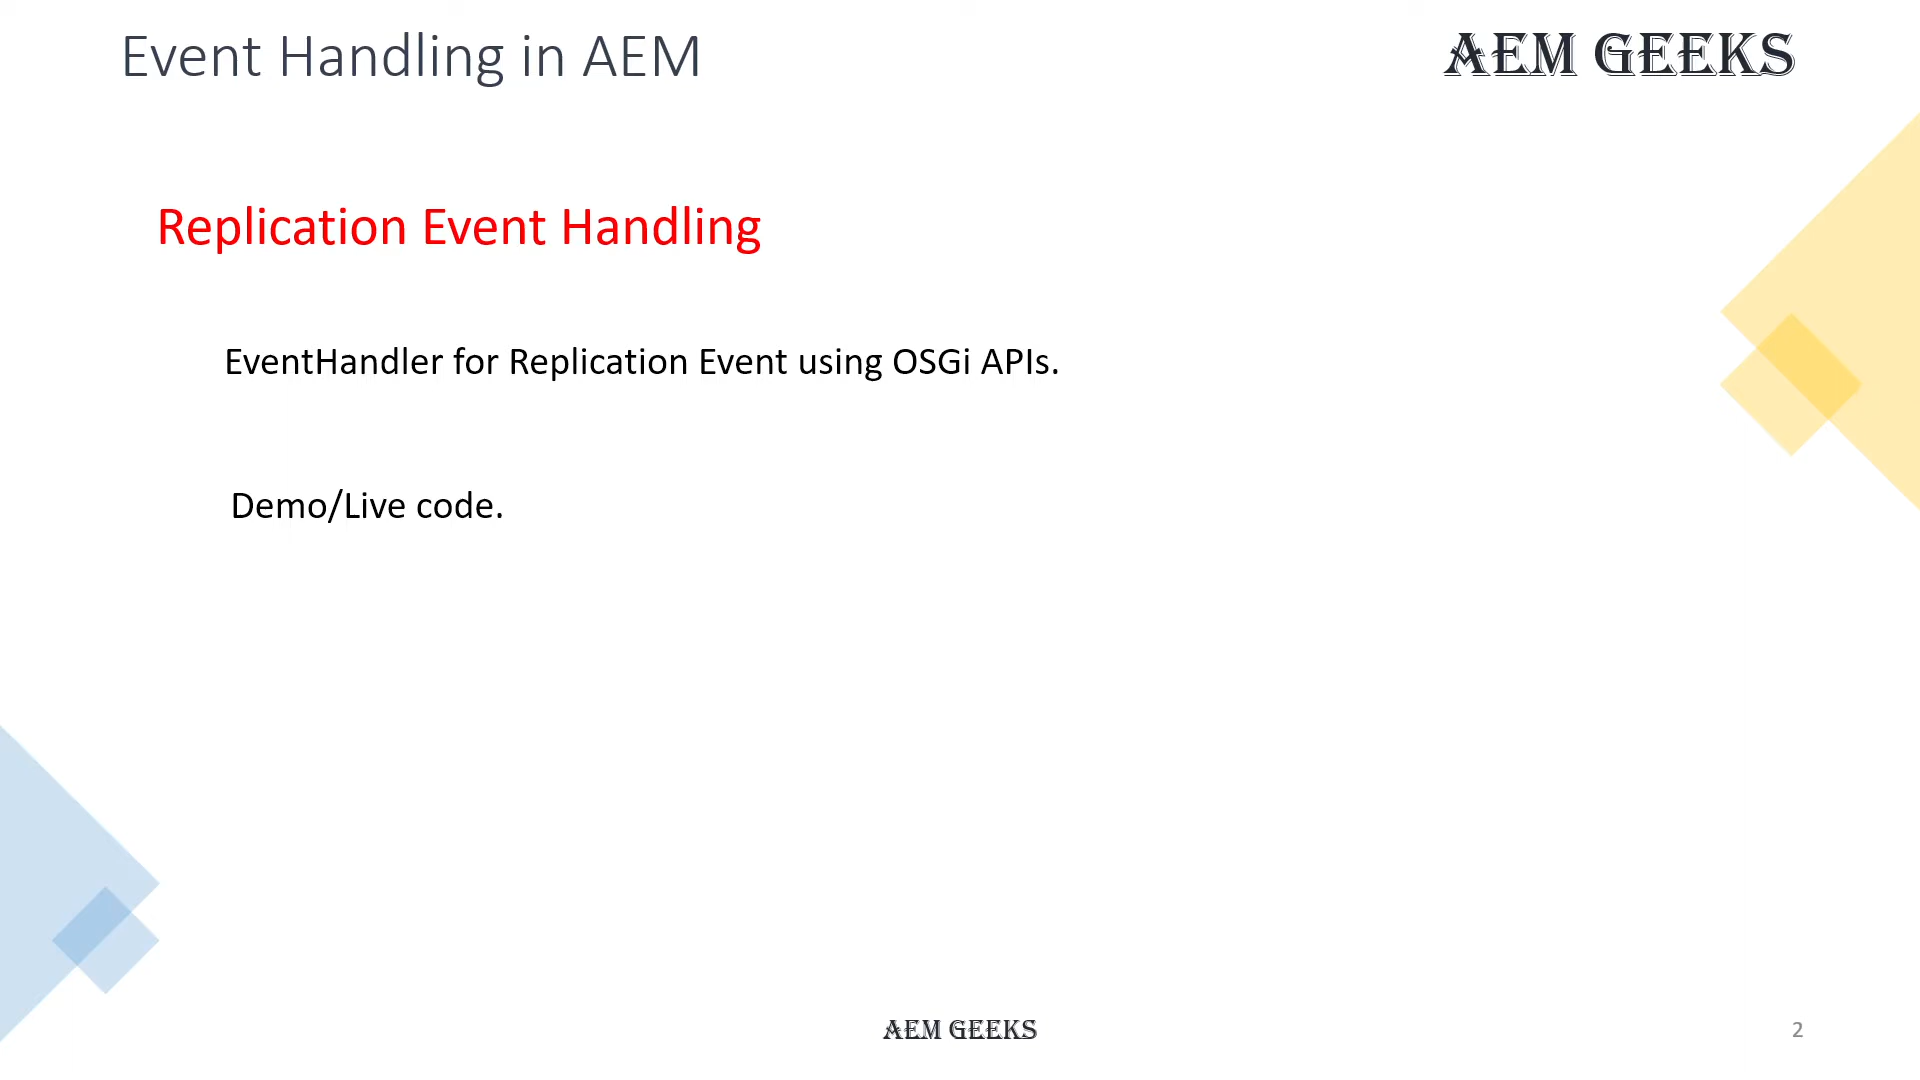 Event Handling in AEM
AEM GEEKS
Replication Event Handling
EventHandler for Replication Event using OSGi APIs.
Demo/Live code.
AEM GEEKS
2